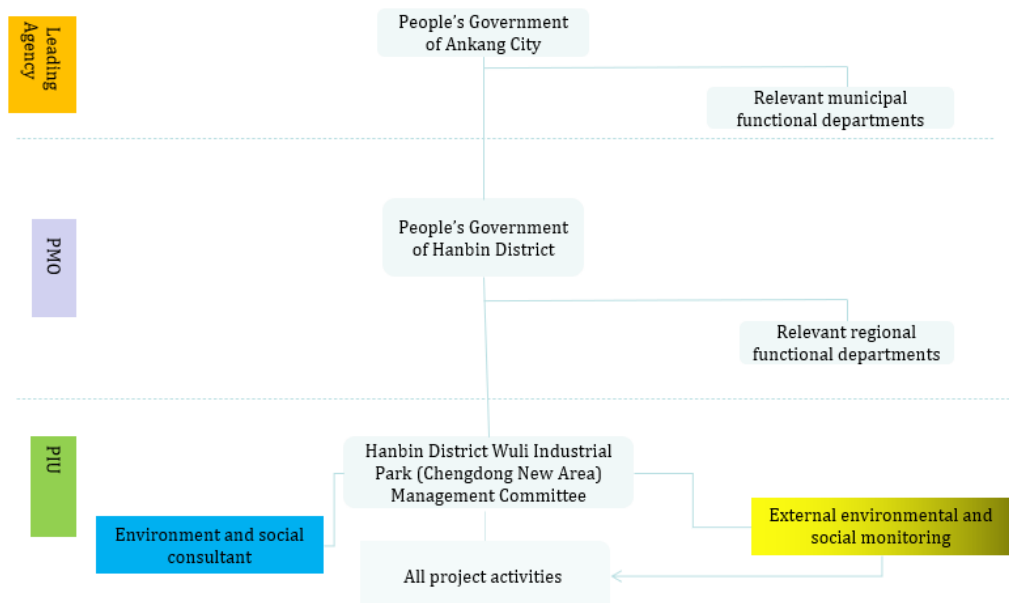 Leading
Agency
People’s Government
of Ankang City
Relevant municipal
functional departments
PMO
People’s Government
of Hanbin District
Relevant regional
functional departments
PIU
Hanbin District Wuli Industrial
Park (Chengdong New Area)
Management Committee
Environment and social
consultant
External environmental and
social monitoring
All project activities